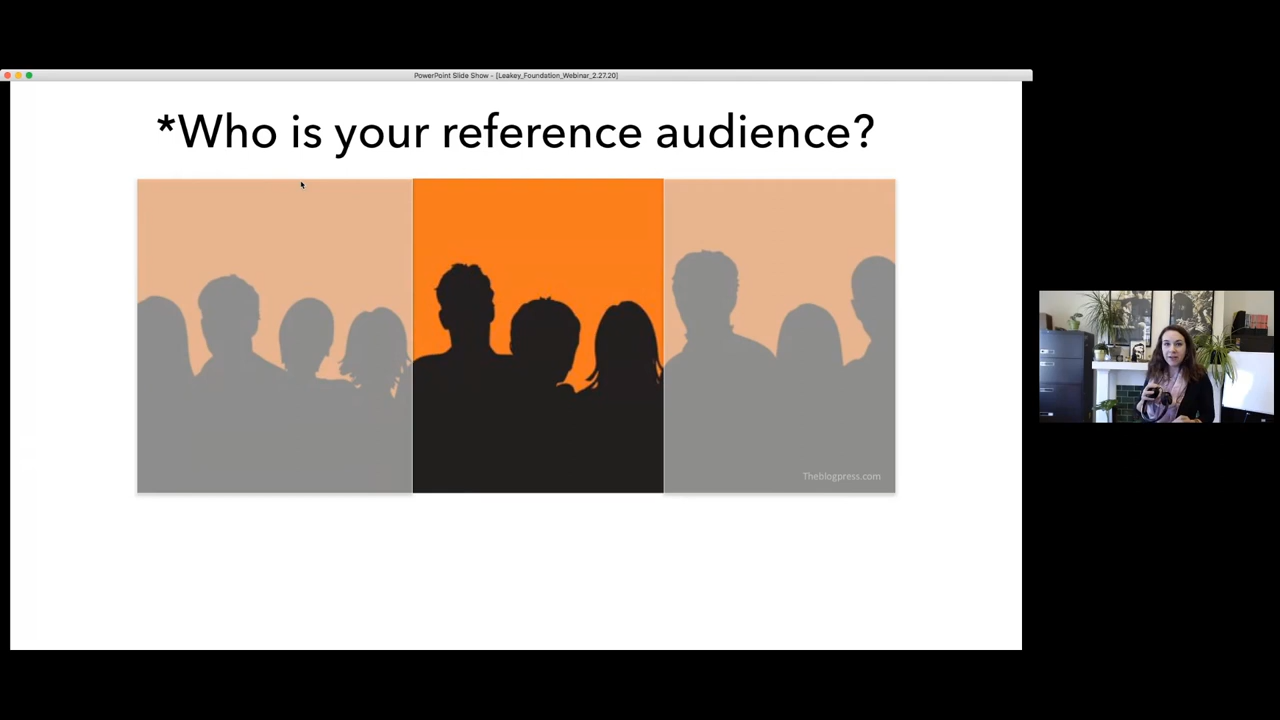 PowerPoint Slide Show - [Leakey_Foundation_Webinar_2.27.20]
*Who is your reference audience?
Theblogpress.com